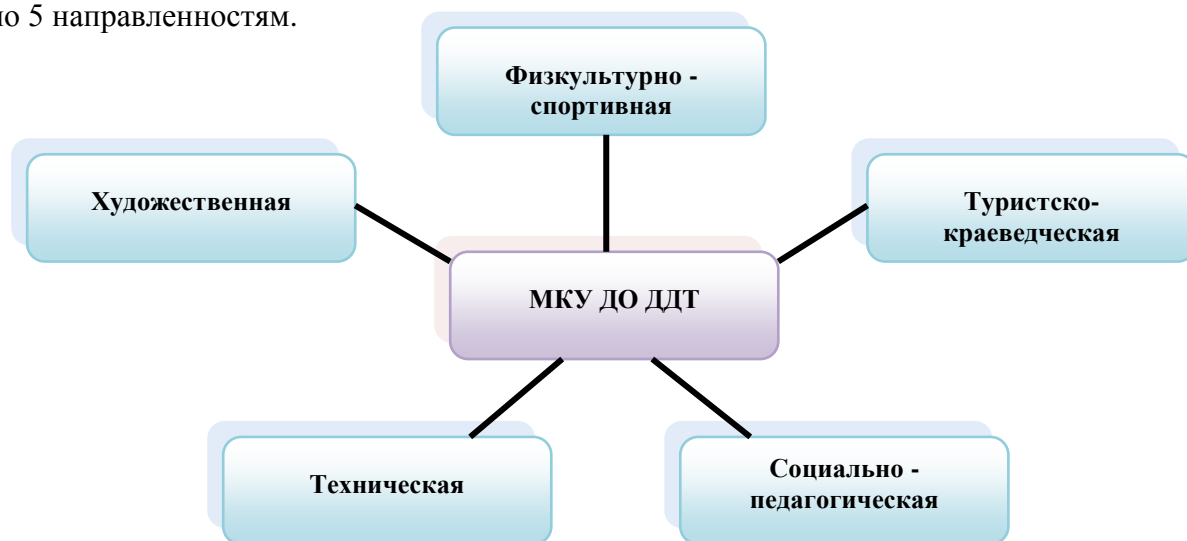 по 5 направленностям.
Физкультурно -
спортивная
Художественная
Туристско-
краеведческая
МКУ ДО ДДТ
Техническая
Социально -
педагогическая